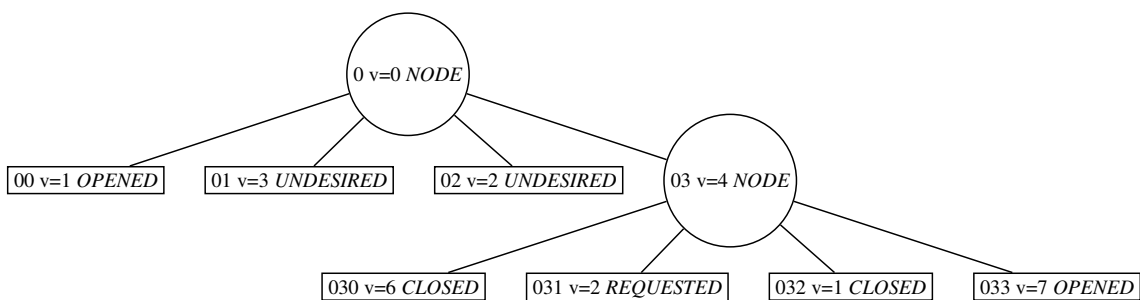 0 v=0 NODE
00 v=1 OPENED
01 v=3 UNDESIRED
02 v=2 UNDESIRED
03 v=4 NODE
030 v=6 CLOSED
031 v=2 REQUESTED
032 v=1 CLOSED
033 v=7 OPENED